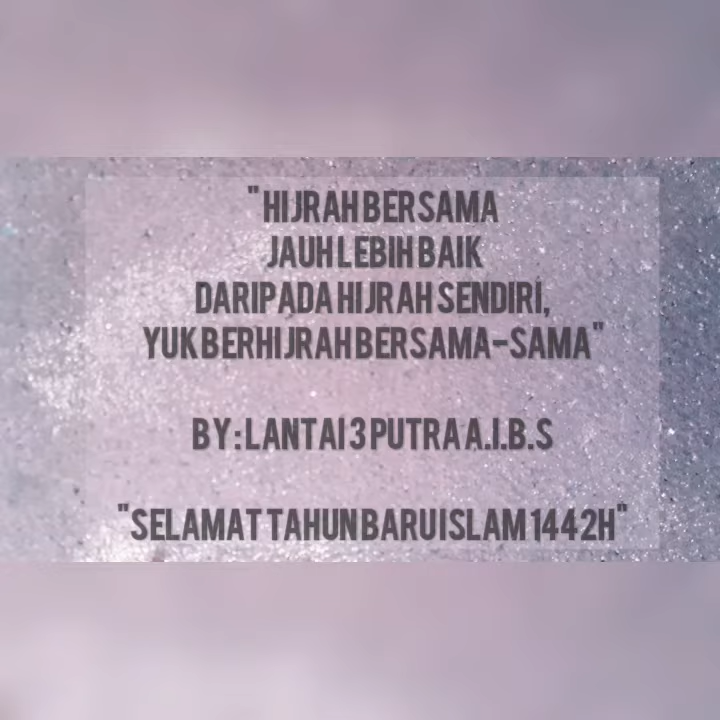 "HIJRAH BERSAMA
JAUH LEBIH BAIK
DARIPADA HIJRAH SENDIRI,
YUK BERHIJRAH BERSAMA-SAMA"
BY: LANTAI 3 PUTRA A.I.B.S
"SELAMAT TAHUN BARU ISLAM 1442H"